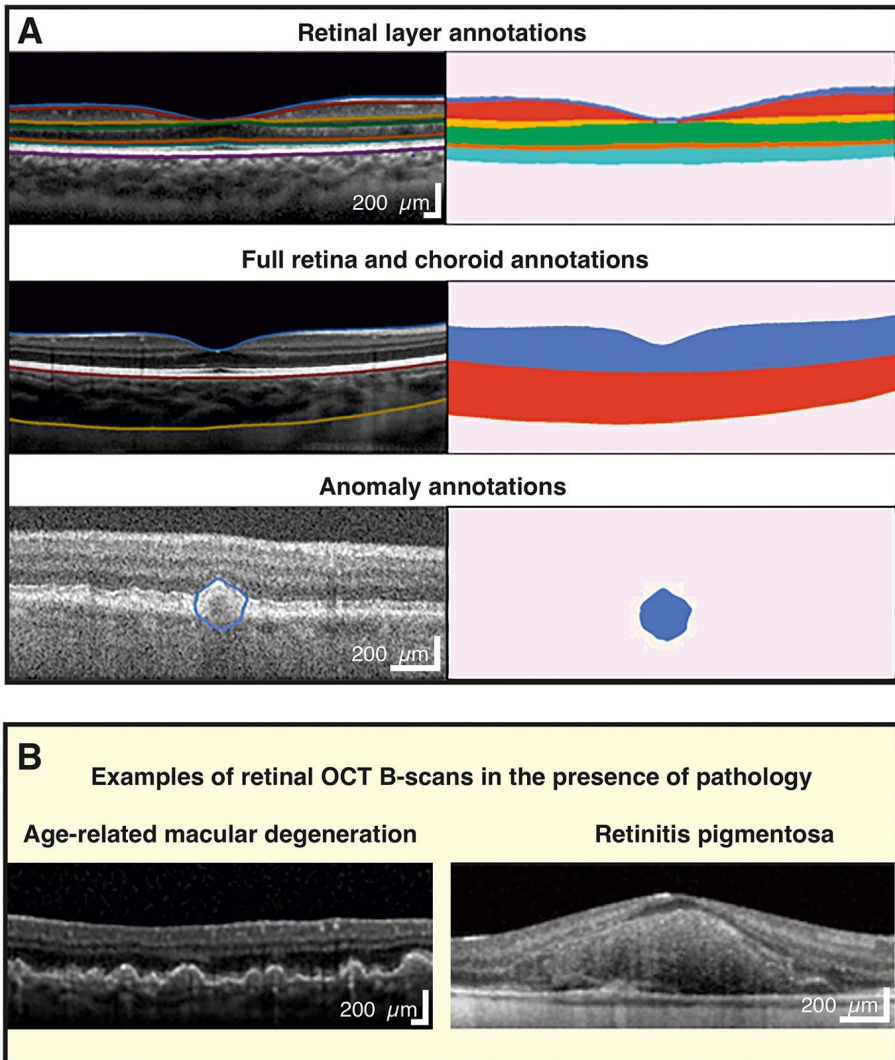 A
Retinal layer annotations
200 µm
Full retina and choroid annotations
Anomaly annotations
200 µm
B
Examples of retinal OCT B-scans in the presence of pathology
Age-related macular degeneration
Retinitis pigmentosa
200 µm
200 µm